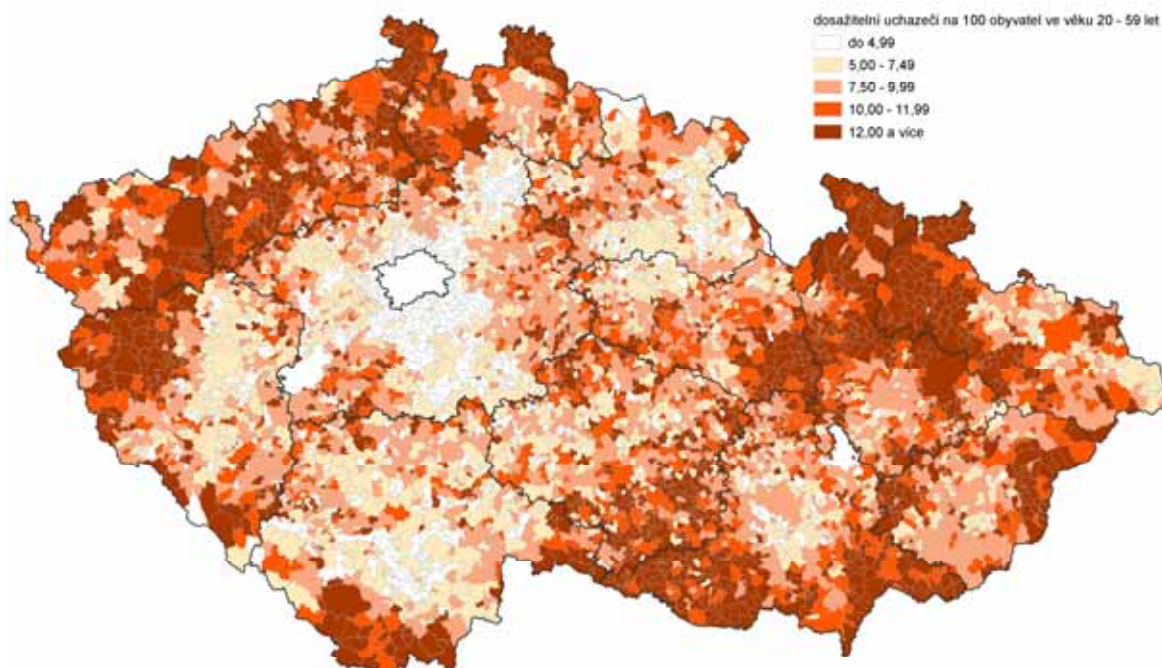 dosažitelní uchazeči na 100 obyvatel ve věku 20 - 59 let
do 4,99
5,00 - 7,49
7,50 - 9,99
10,00 - 11,99
12,00 a více